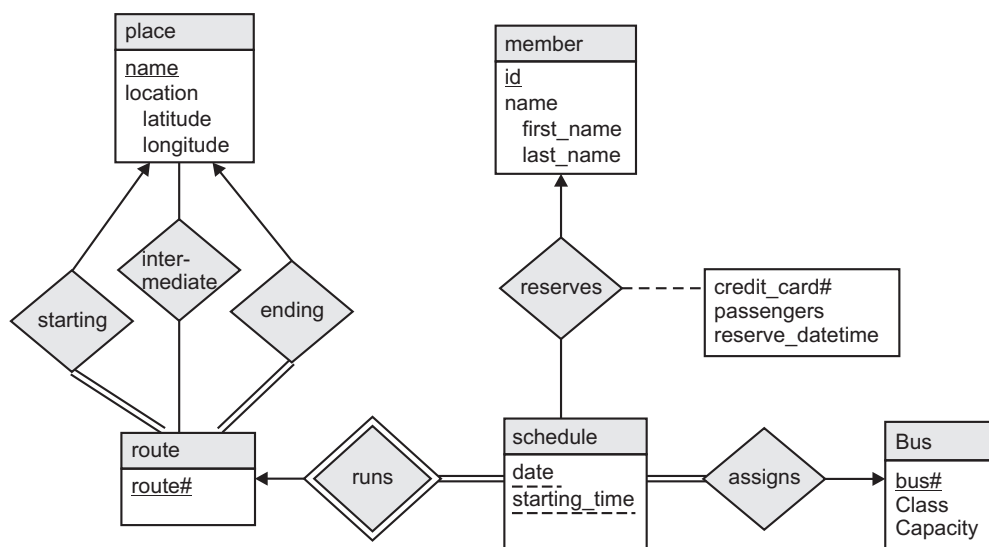 place
name
location
latitude
longitude
member
id
name
first_name
last_name
inter-
mediate
starting
ending
reserves
credit_card#
passengers
reserve_datetime
route
route#
runs
schedule
date
starting_time
assigns
Bus
bus#
Class
Capacity